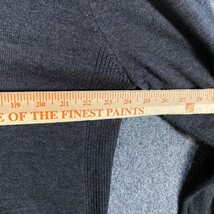 19 20 21 22 23 24 25 26 27 28
E OF THE FINEST PAINTS